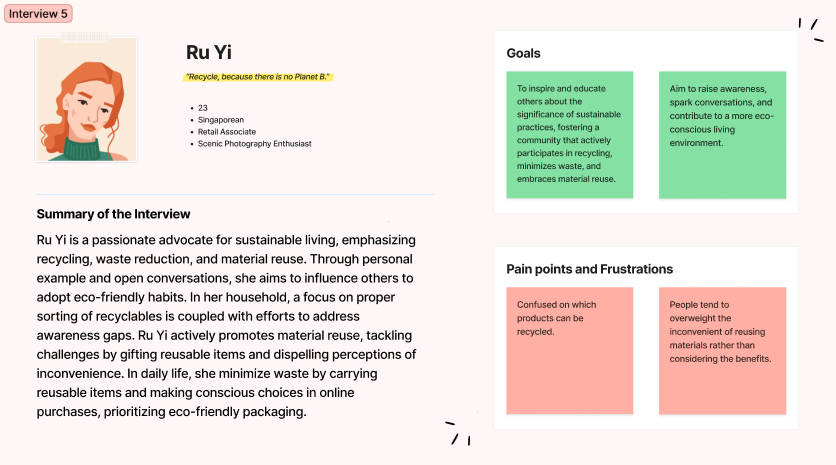 Interview 5
Ru Yi
"Recycle, because there is no Planet B."
23
Singaporean
Retail Associate
Scenic Photography Enthusiast
Summary of the Interview
Ru Yi is a passionate advocate for sustainable living, emphasizing
recycling, waste reduction, and material reuse. Through personal
example and open conversations, she aims to influence others to
adopt eco-friendly habits. In her household, a focus on proper
sorting of recyclables is coupled with efforts to address
awareness gaps. Ru Yi actively promotes material reuse, tackling
challenges by gifting reusable items and dispelling perceptions of
inconvenience. In daily life, she minimize waste by carrying
reusable items and making conscious choices in online
purchases, prioritizing eco-friendly packaging.
Goals
To inspire and educate
others about the
significance of sustainable
practices, fostering a
community that actively
participates in recycling,
minimizes waste, and
embraces material reuse.
Aim to raise awareness,
spark conversations, and
contribute to a more eco-
conscious living
environment.
Pain points and Frustrations
Confused on which
products can be
recycled.
People tend to
overweight the
inconvenient of reusing
materials rather than
considering the benefits.